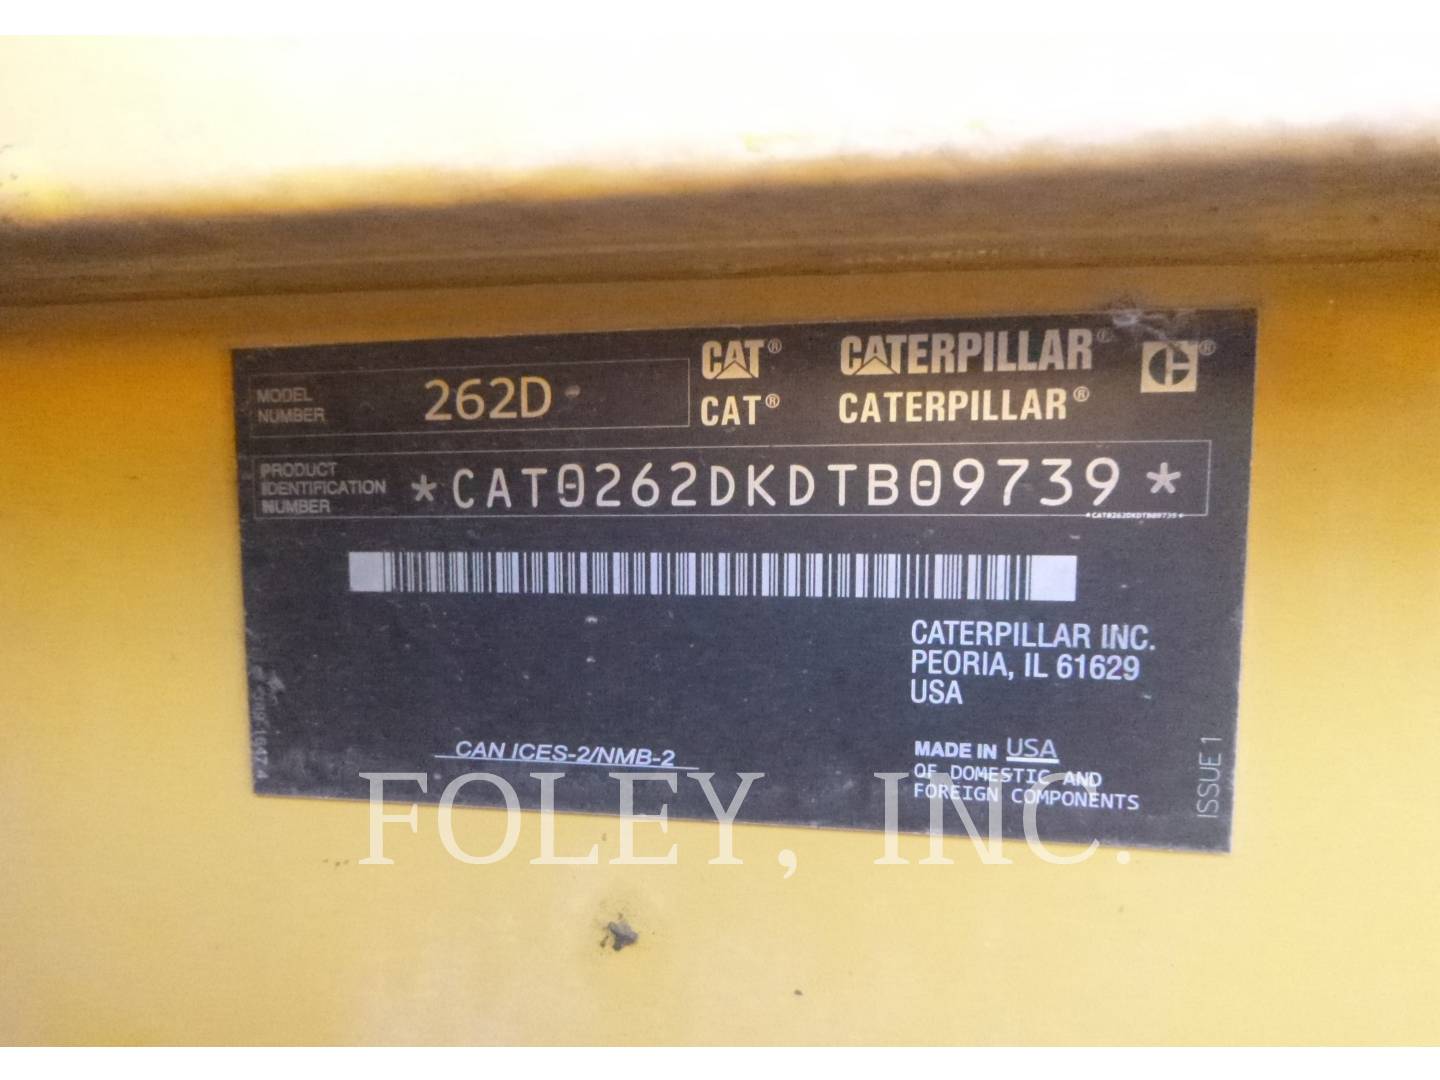 CAT® CATERPILLAR® C®
MODEL NUMBER 262D
CAT® CATERPILLAR®
PRODUCT IDENTIFICATION NUMBER *CAT0262DKDTB09739*
*CAT0262DKDTB09739*
CATERPILLAR INC.
PEORIA, IL 61629
USA
CAN ICES-2/NMB-2
MADE IN USA
OF DOMESTIC AND
FOREIGN COMPONENTS
ISSUE 1
FOLEY, INC.